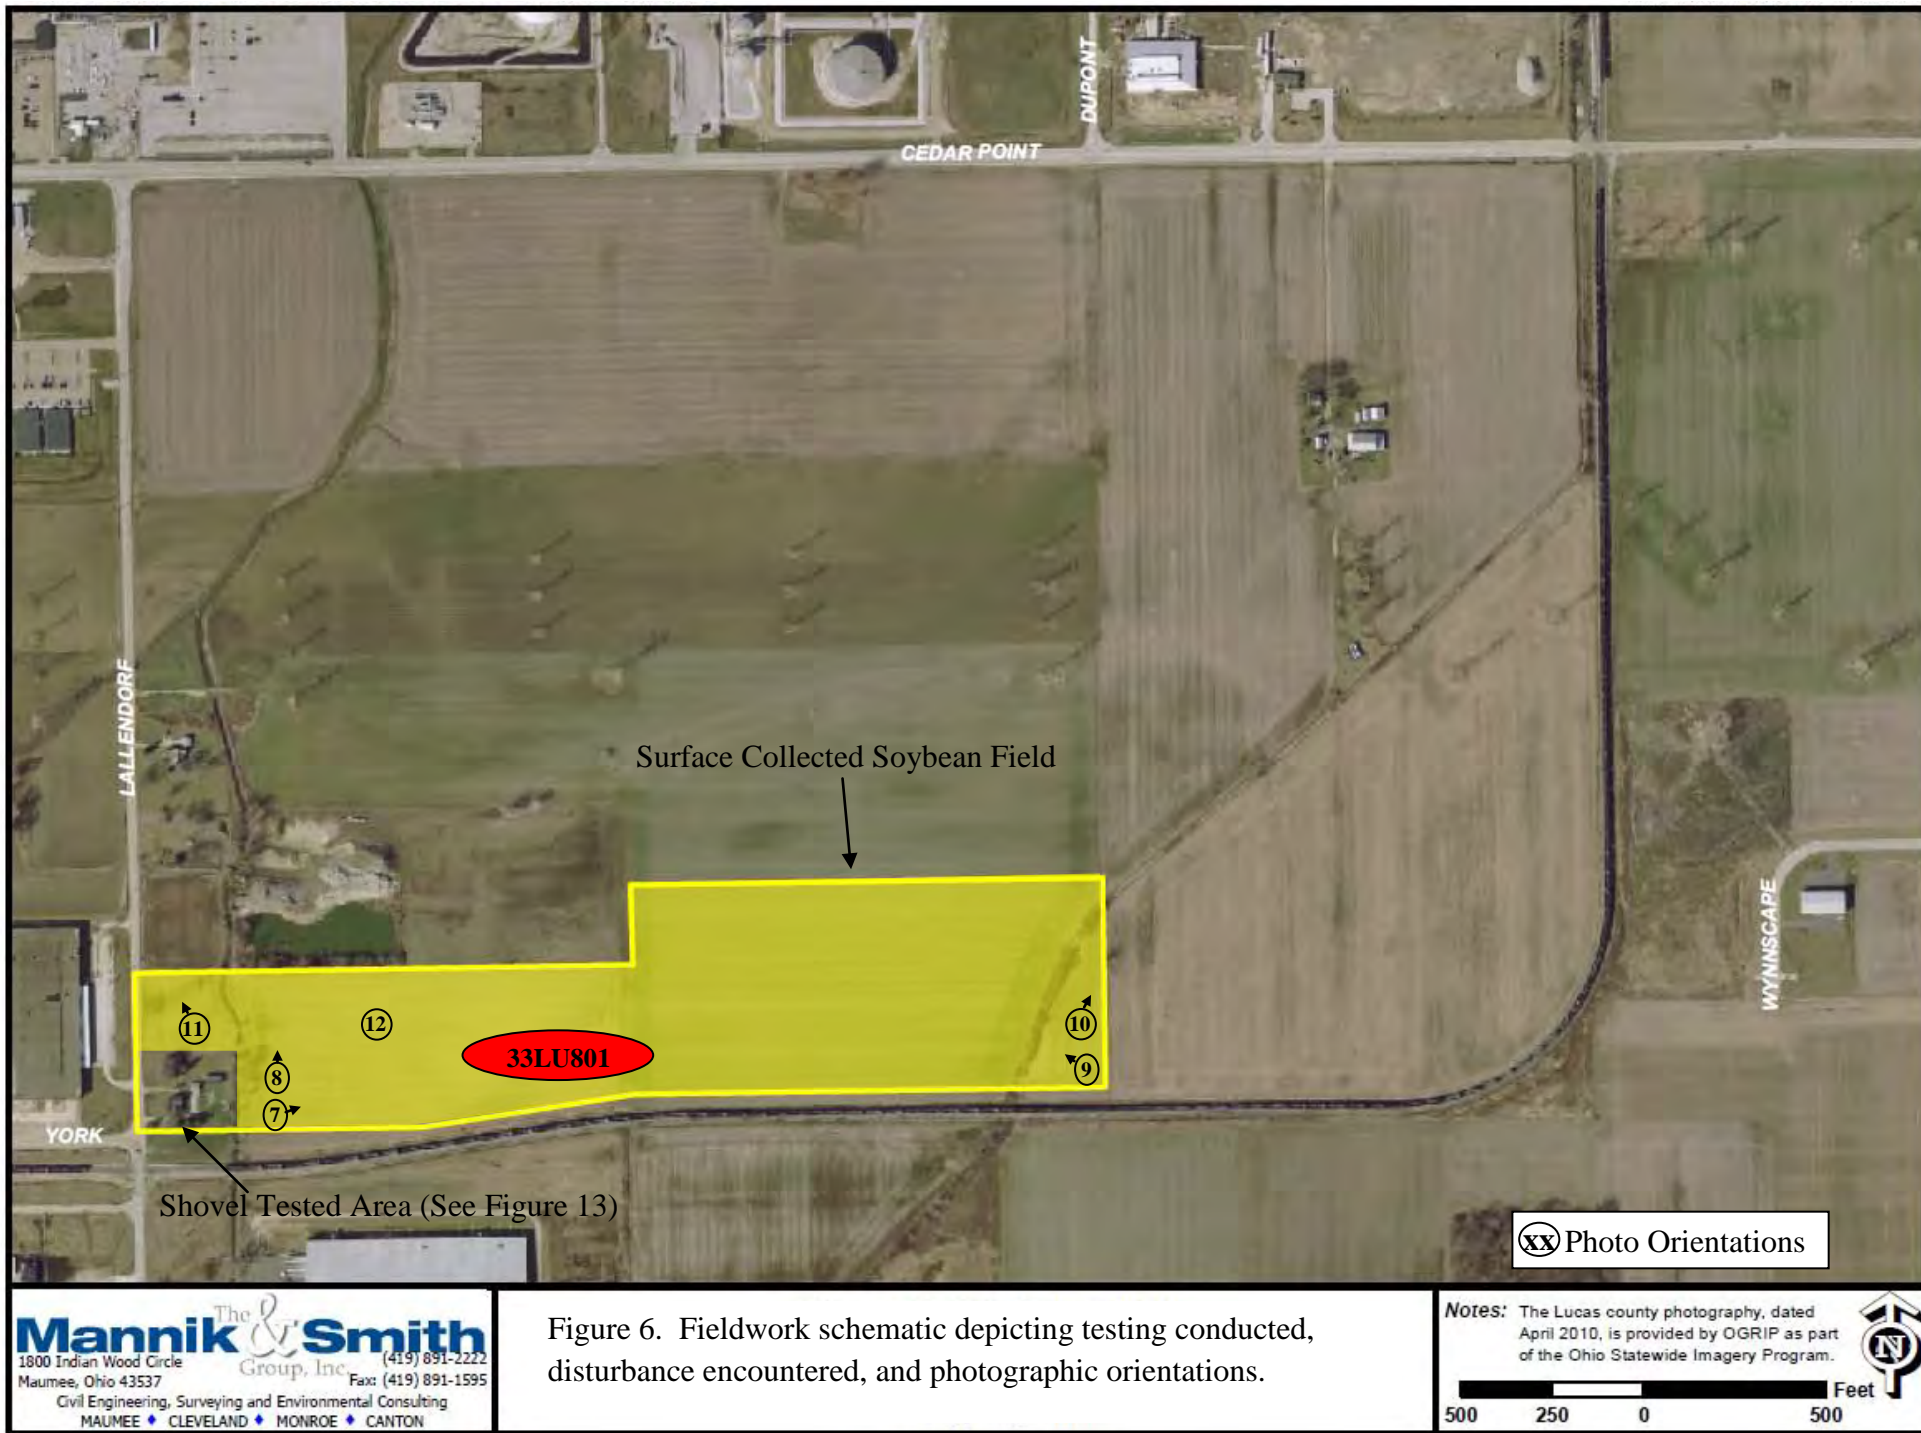 DUPONT
CEDAR POINT
LALLENDORF
Surface Collected Soybean Field
WYNNSCAPE
11
12
10
33LU801
8
9
7
YORK
Shovel Tested Area (See Figure 13)
XX Photo Orientations
The
Mannik & Smith
Group, Inc.
1800 Indian Wood Circle
Maumee, Ohio 43537
(419) 891-2222
Fax: (419) 891-1595
Civil Engineering, Surveying and Environmental Consulting
MAUMEE ♦ CLEVELAND ♦ MONROE ♦ CANTON
Figure 6. Fieldwork schematic depicting testing conducted,
disturbance encountered, and photographic orientations.
Notes: The Lucas county photography, dated
April 2010, is provided by OGRIP as part
of the Ohio Statewide Imagery Program.
N
Feet
500 250 0 500